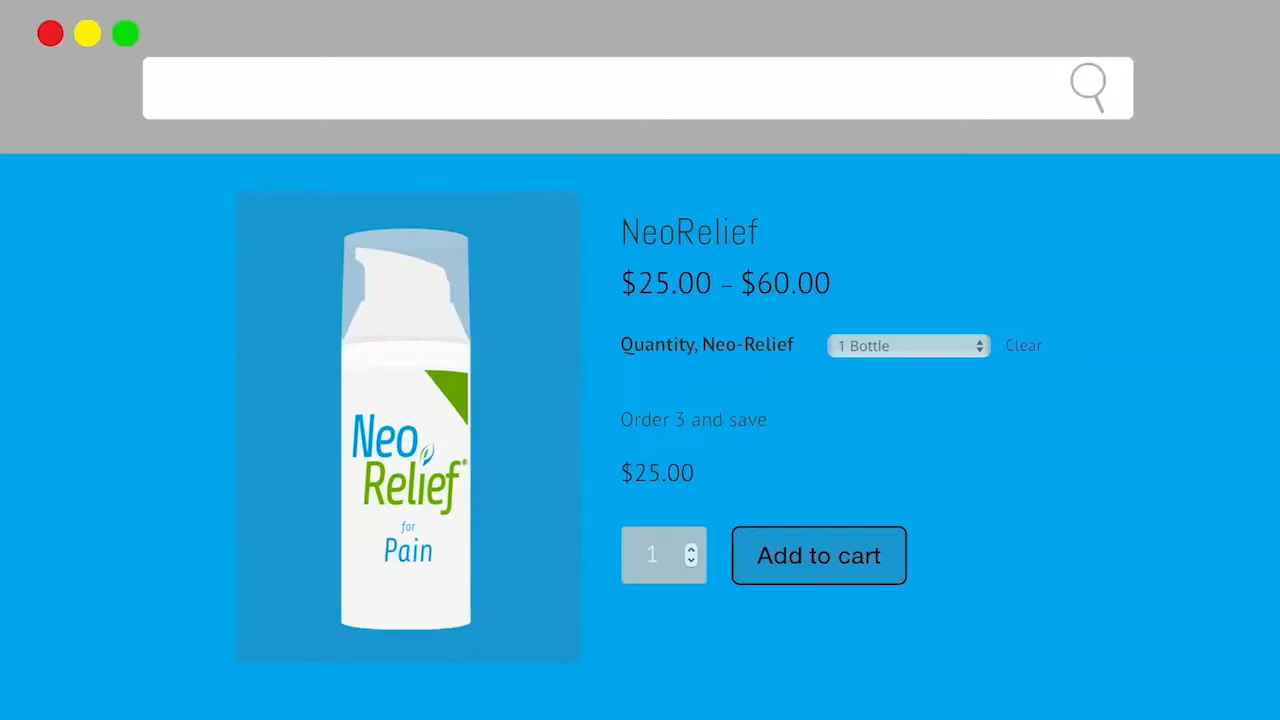 NeoRelief
$25.00 – $60.00
Quantity, Neo-Relief 1 Bottle Clear
Order 3 and save
$25.00
1 Add to cart
Neo
Relief®
for
Pain